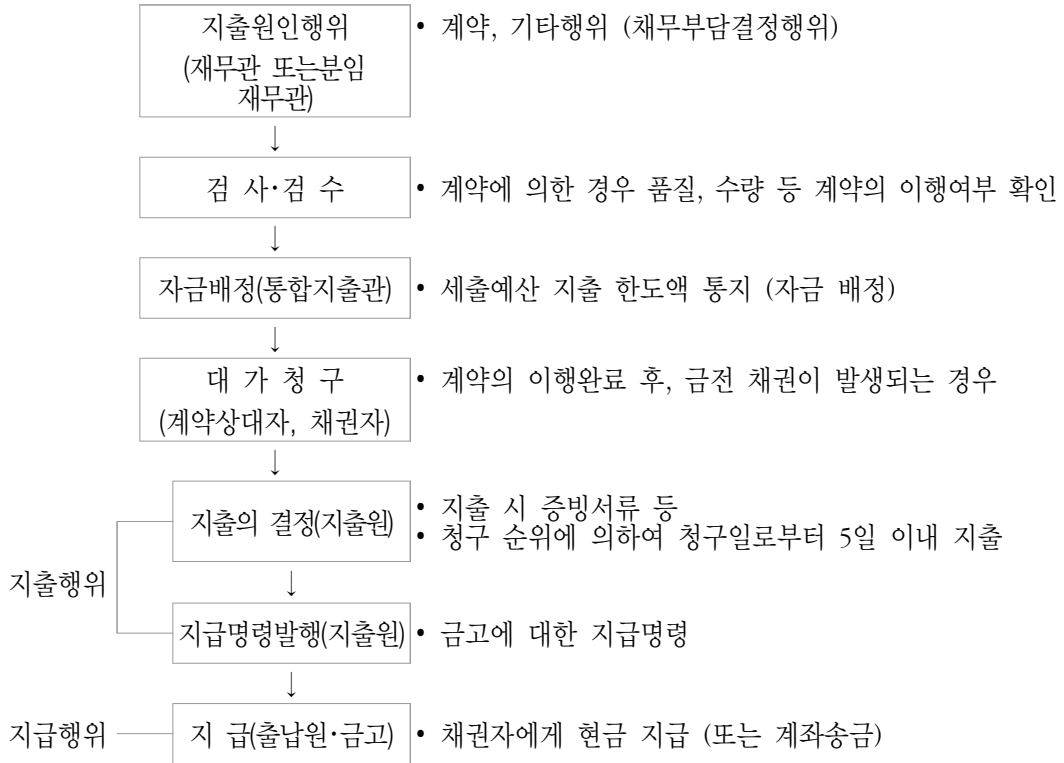 지출원인행위 • 계약, 기타행위 (채무부담결정행위)
(재무관 또는분임
재무관)
↓
검 사·검 수 • 계약에 의한 경우 품질, 수량 등 계약의 이행여부 확인
↓
자금배정(통합지출관) • 세출예산 지출 한도액 통지 (자금 배정)
↓
대 가 청 구 • 계약의 이행완료 후, 금전 채권이 발생되는 경우
(계약상대자, 채권자)
↓
지출의 결정(지출원) • 지출 시 증빙서류 등
• 청구 순위에 의하여 청구일로부터 5일 이내 지출
지출행위
↓
지급명령발행(지출원) • 금고에 대한 지급명령
↓
지급행위 지 급(출납원·금고) • 채권자에게 현금 지급 (또는 계좌송금)